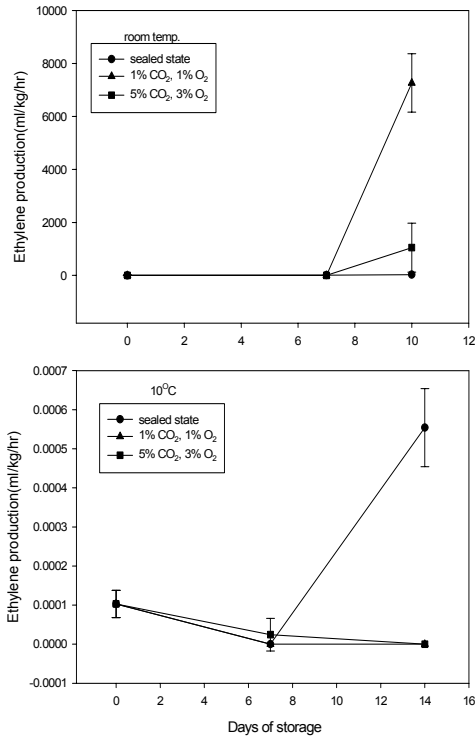 room temp.
sealed state
1% CO₂, 1% O₂
5% CO₂, 3% O₂
Ethylene production(ml/kg/hr)
10000
8000
6000
4000
2000
0
0 2 4 6 8 10 12
10⁰C
sealed state
1% CO₂, 1% O₂
5% CO₂, 3% O₂
Ethylene production(ml/kg/hr)
0.0007
0.0006
0.0005
0.0004
0.0003
0.0002
0.0001
0.0000
-0.0001
0 2 4 6 8 10 12 14 16
Days of storage